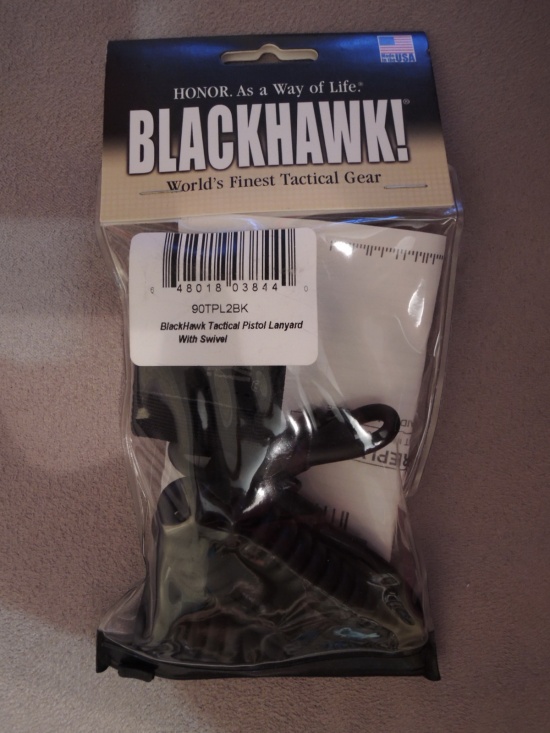 HONOR. As a Way of Life.®
BLACKHAWK!®
World's Finest Tactical Gear
6 48018 03844 0
90TPL2BK
BlackHawk Tactical Pistol Lanyard
With Swivel
USA